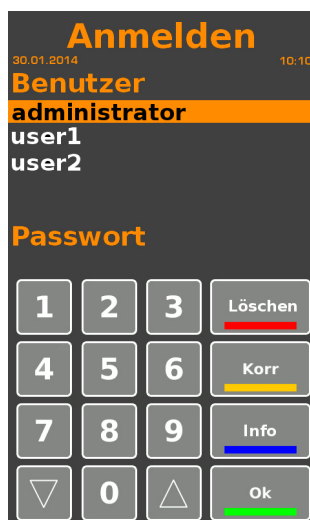 Anmelden
30.01.2014 10:10
Benutzer
administrator
user1
user2
Passwort
1 2 3 Löschen
4 5 6 Korr
7 8 9 Info
0 Ok